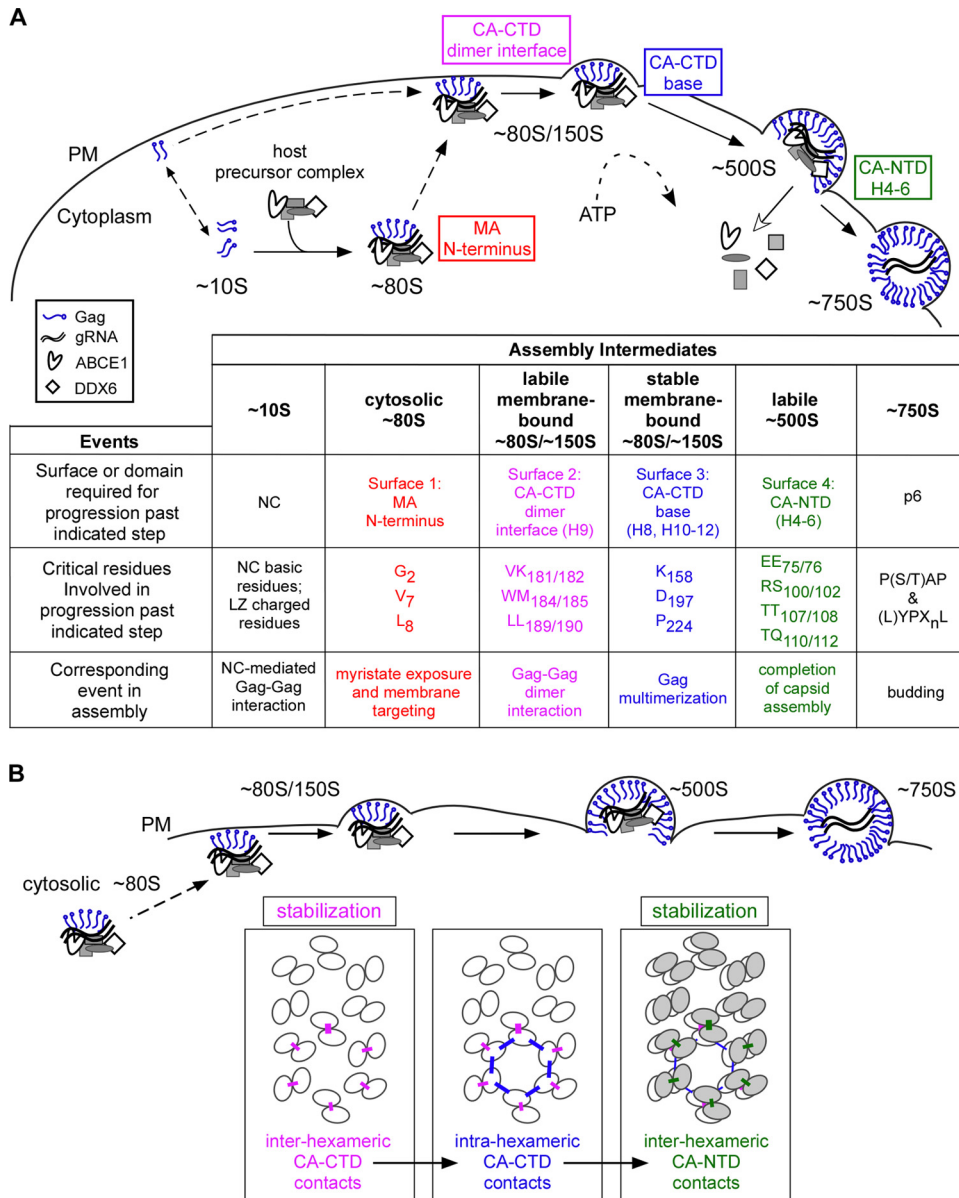 A
CA-CTD
dimer interface
CA-CTD
base
~80S/150S
PM
host
precursor complex
~500S
CA-NTD
H4-6
Cytoplasm
ATP
MA
N-terminus
~10S
~80S
~750S
Gag
gRNA
ABCE1
DDX6
Assembly Intermediates
Events
~10S
cytosolic
~80S
labile
membrane-
bound
~80S/~150S
stable
membrane-
bound
~80S/~150S
labile
~500S
~750S
Surface or domain
required for
progression past
indicated step
NC
Surface 1:
MA
N-terminus
Surface 2:
CA-CTD
dimer
interface (H9)
Surface 3:
CA-CTD
base
(H8, H10-12)
Surface 4:
CA-NTD
(H4-6)
p6
Critical residues
Involved in
progression past
indicated step
NC basic
residues;
LZ charged
residues
G2
V7
L8
VK181/182
WM184/185
LL189/190
K158
D197
P224
EE75/76
RS100/102
TT107/108
TQ110/112
P(S/T)AP
&
(L)YPXnL
Corresponding
event in
assembly
NC-mediated
Gag-Gag
interaction
myristate exposure
and membrane
targeting
Gag-Gag
dimer
interaction
Gag
multimerization
completion
of capsid
assembly
budding
B
~80S/150S
~500S
~750S
PM
cytosolic ~80S
stabilization
stabilization
inter-hexameric
CA-CTD
contacts
intra-hexameric
CA-CTD
contacts
inter-hexameric
CA-NTD
contacts